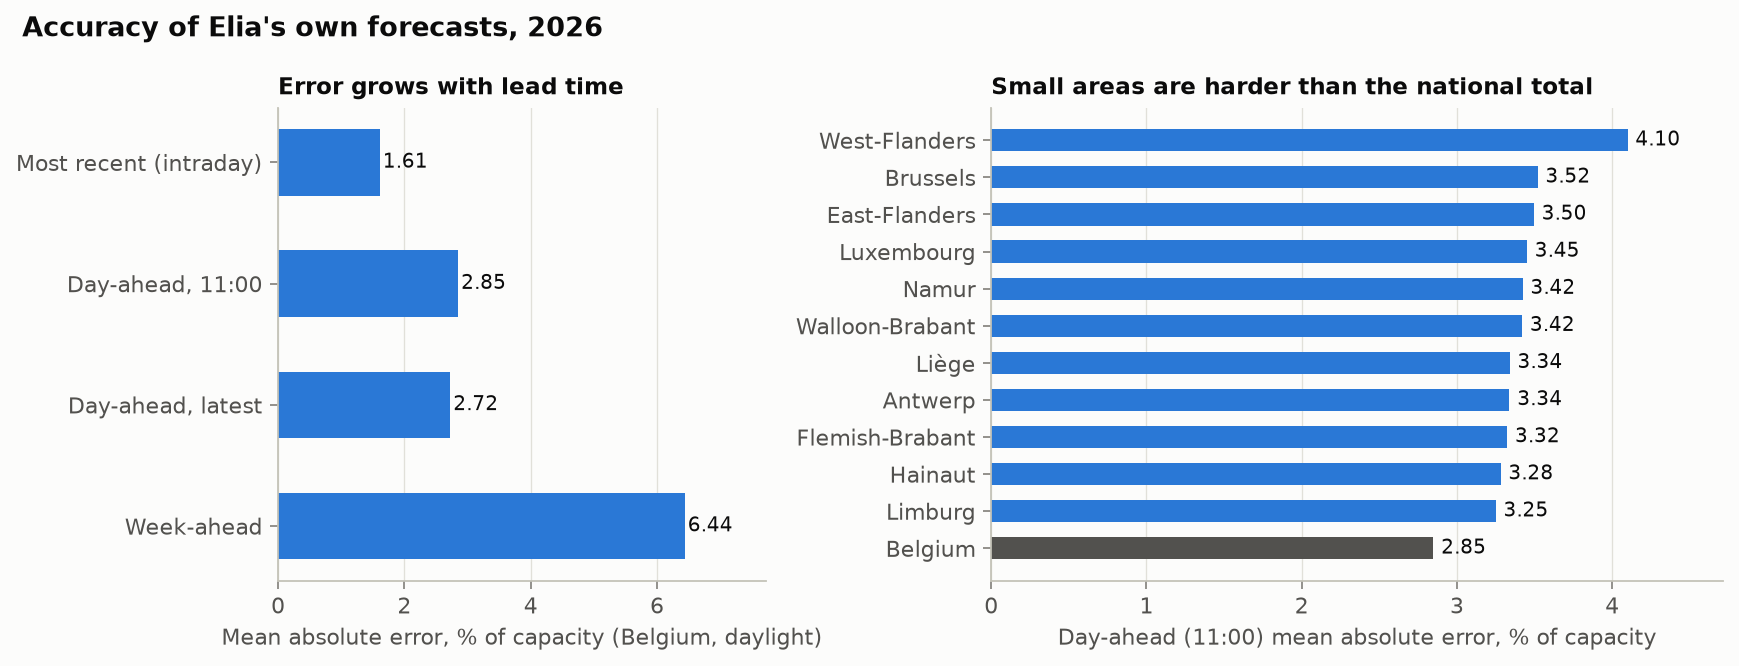 Accuracy of Elia's own forecasts, 2026
Error grows with lead time
Most recent (intraday)
1.61
Day-ahead, 11:00
2.85
Day-ahead, latest
2.72
Week-ahead
6.44
0 2 4 6
Mean absolute error, % of capacity (Belgium, daylight)
Small areas are harder than the national total
West-Flanders
4.10
Brussels
3.52
East-Flanders
3.50
Luxembourg
3.45
Namur
3.42
Walloon-Brabant
3.42
Liège
3.34
Antwerp
3.34
Flemish-Brabant
3.32
Hainaut
3.28
Limburg
3.25
Belgium
2.85
0 1 2 3 4
Day-ahead (11:00) mean absolute error, % of capacity